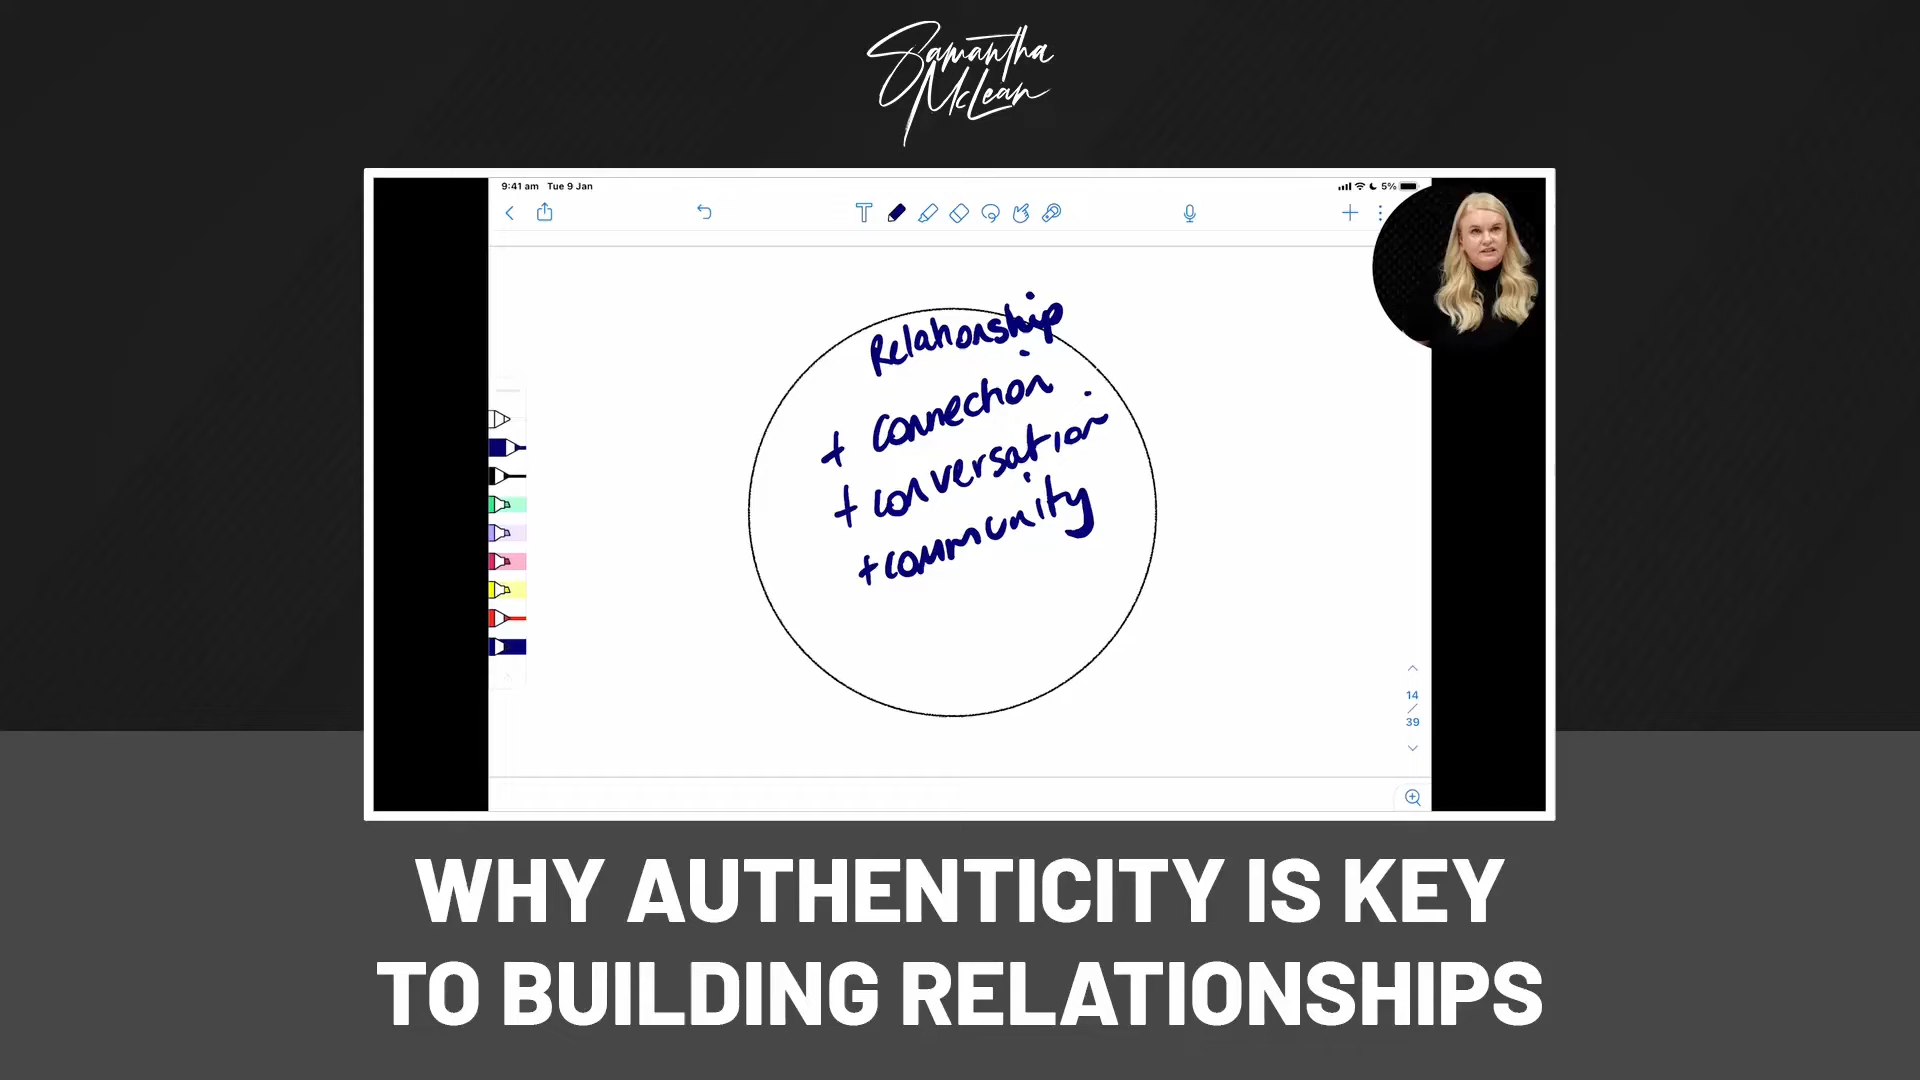 Samantha
McLean
9:41 am Tue 9 Jan
5%
T
Relationship
+ connection
+ conversation
+ community
14
/
39
WHY AUTHENTICITY IS KEY
TO BUILDING RELATIONSHIPS